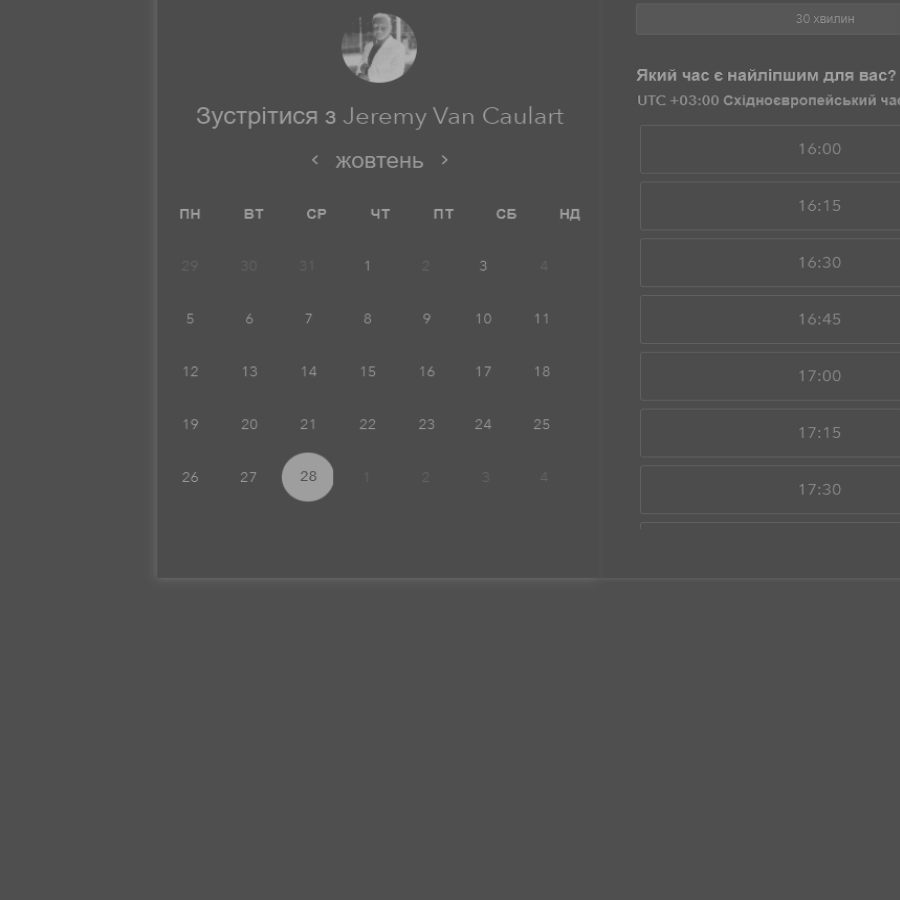 Зустрітися з Jeremy Van Caulart
< жовтень >
ПН ВТ СР ЧТ ПТ СБ НД
29 30 31 1 2 3 4
5 6 7 8 9 10 11
12 13 14 15 16 17 18
19 20 21 22 23 24 25
26 27 28 1 2 3 4
30 хвилин
Який час є найліпшим для вас?
UTC +03:00 Східноєвропейський час
16:00
16:15
16:30
16:45
17:00
17:15
17:30